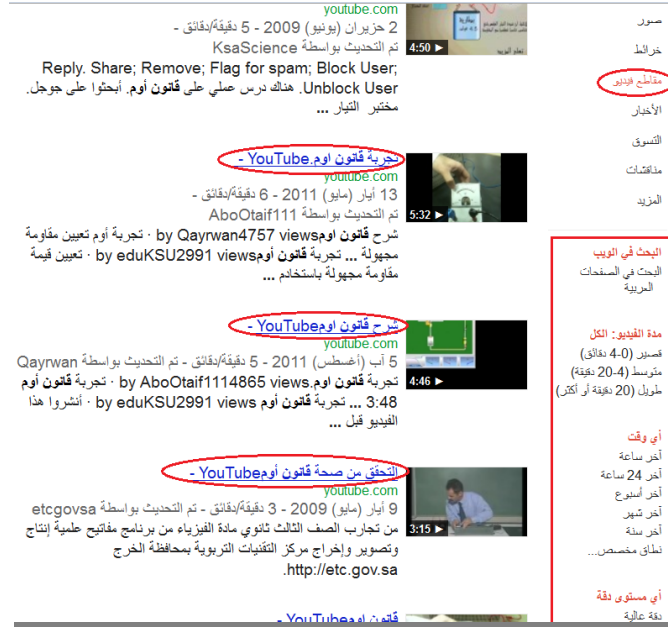 youtube.com
2 حزيران (يونيو) 2009 - 5 دقيقة/دقائق -
تم التحديث بواسطة KsaScience
Reply. Share; Remove; Flag for spam; Block User;
Unblock User. هناك درس عملي على قانون أوم. أبحثوا على جوجل.
مختبر التيار ...
4:50
تجربة قانون اوم.YouTube -
youtube.com
13 أيار (مايو) 2011 - 6 دقيقة/دقائق -
تم التحديث بواسطة AboOtaif111
شرح قانون اومby Qayrwan4757 views · تجربة أوم تعيين مقاومة
مجهولة ... تجربة قانون أومby eduKSU2991 views · تعيين قيمة
مقاومة مجهولة باستخدام ...
5:32
شرح قانون اومYouTube -
youtube.com
5 آب (أغسطس) 2011 - 5 دقيقة/دقائق - تم التحديث بواسطة Qayrwan
تجربة قانون اوم.by AboOtaif1114865 views · تجربة قانون أوم
3:48 ... تجربة قانون أوم by eduKSU2991 views · أنشروا هذا
الفيديو قبل ...
4:46
التحقق من صحة قانون أومYouTube -
youtube.com
9 أيار (مايو) 2009 - 3 دقيقة/دقائق - تم التحديث بواسطة etcgovsa
من تجارب الصف الثالث ثانوي مادة الفيزياء من برنامج مفاتيح علمية إنتاج
وتصوير وإخراج مركز التقنيات التربوية بمحافظة الخرج
http://etc.gov.sa.
3:15
قانون اومYouTube -
صور
خرائط
مقاطع فيديو
الأخبار
التسوق
مناقشات
المزيد
البحث في الويب
البحث في الصفحات
العربية
مدة الفيديو: الكل
قصير (0-4 دقائق)
متوسط (4-20 دقيقة)
طويل (20 دقيقة أو أكثر)
أي وقت
آخر ساعة
آخر 24 ساعة
آخر أسبوع
آخر شهر
آخر سنة
نطاق مخصص...
أي مستوى دقة
دقة عالية